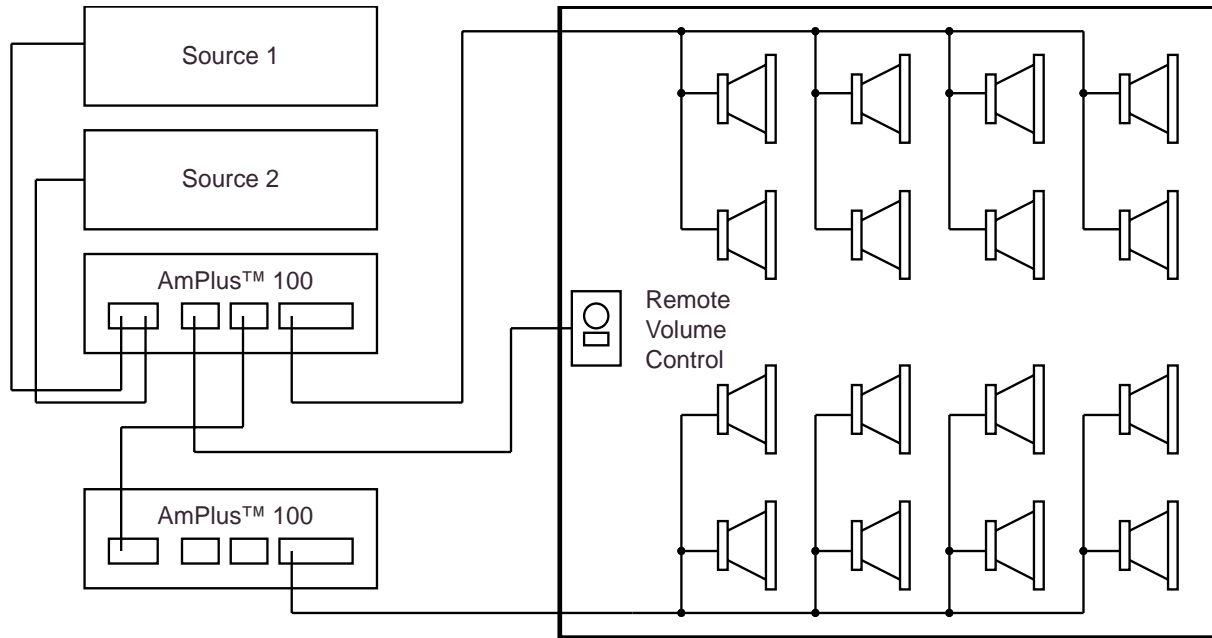 Source 1
Source 2
AmPlus™ 100
Remote
Volume
Control
AmPlus™ 100